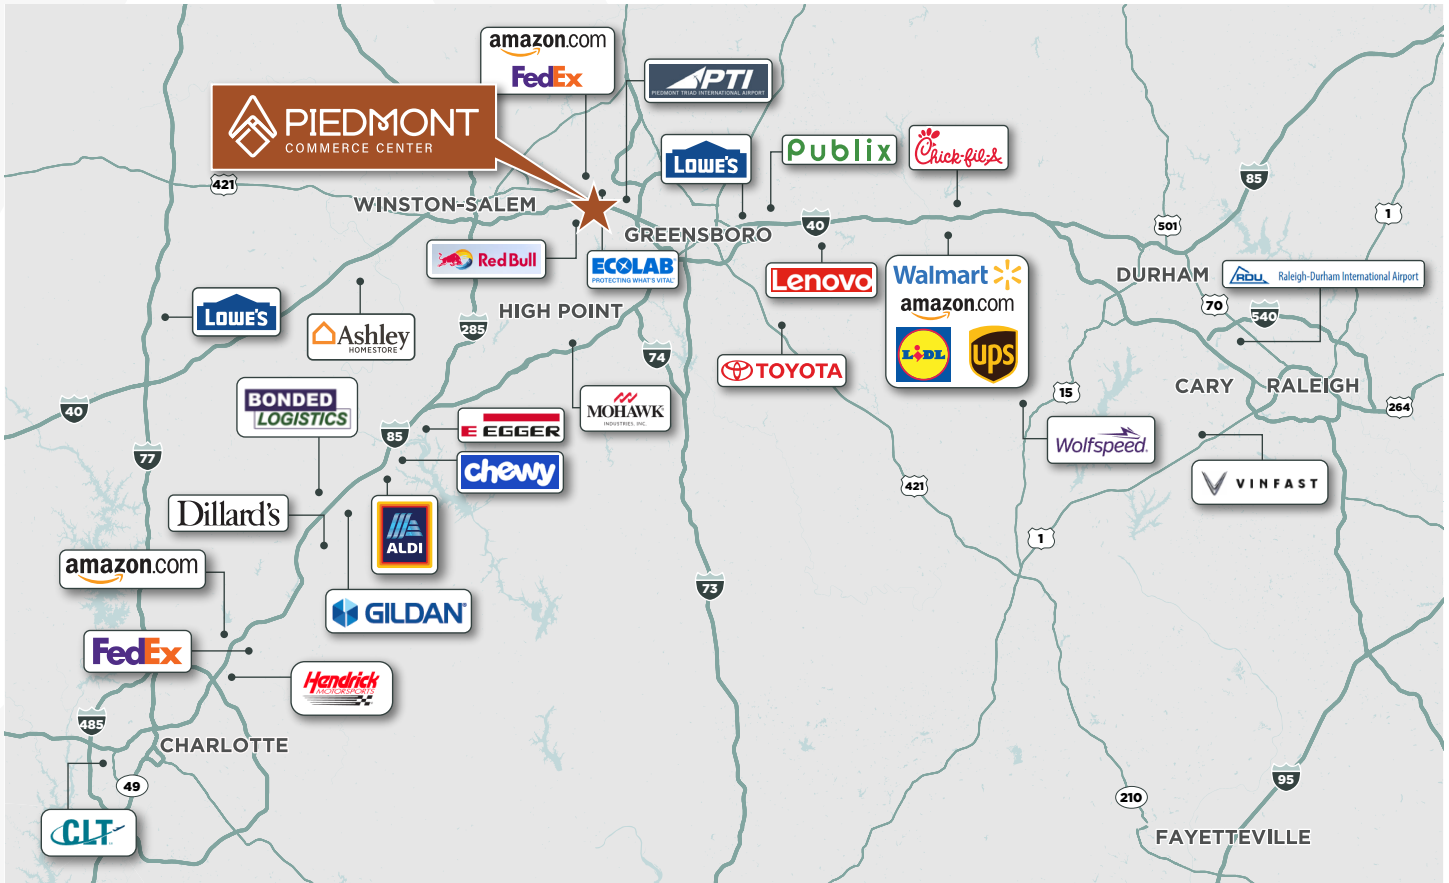 amazon.com
FedEx
PTI
PIEDMONT TRIAD INTERNATIONAL AIRPORT
PIEDMONT
COMMERCE CENTER
LOWE'S
Publix
Chick-fil-A
421
WINSTON-SALEM
85
1
501
40
GREENSBORO
RedBull
ECOLAB
PROTECTING WHAT'S VITAL
Lenovo
Walmart
amazon.com
LiDL
ups
DURHAM
RDU
Raleigh-Durham International Airport
70
540
LOWE'S
Ashley
HOMESTORE
HIGH POINT
285
74
TOYOTA
CARY
RALEIGH
15
264
40
BONDED
LOGISTICS
MOHAWK
INDUSTRIES, INC.
85
E EGGER
chewy
77
Wolfspeed
VINFAST
421
Dillard's
ALDI
1
amazon.com
GILDAN
73
FedEx
Hendrick
MOTORSPORTS
485
CHARLOTTE
49
CLT
95
210
FAYETTEVILLE